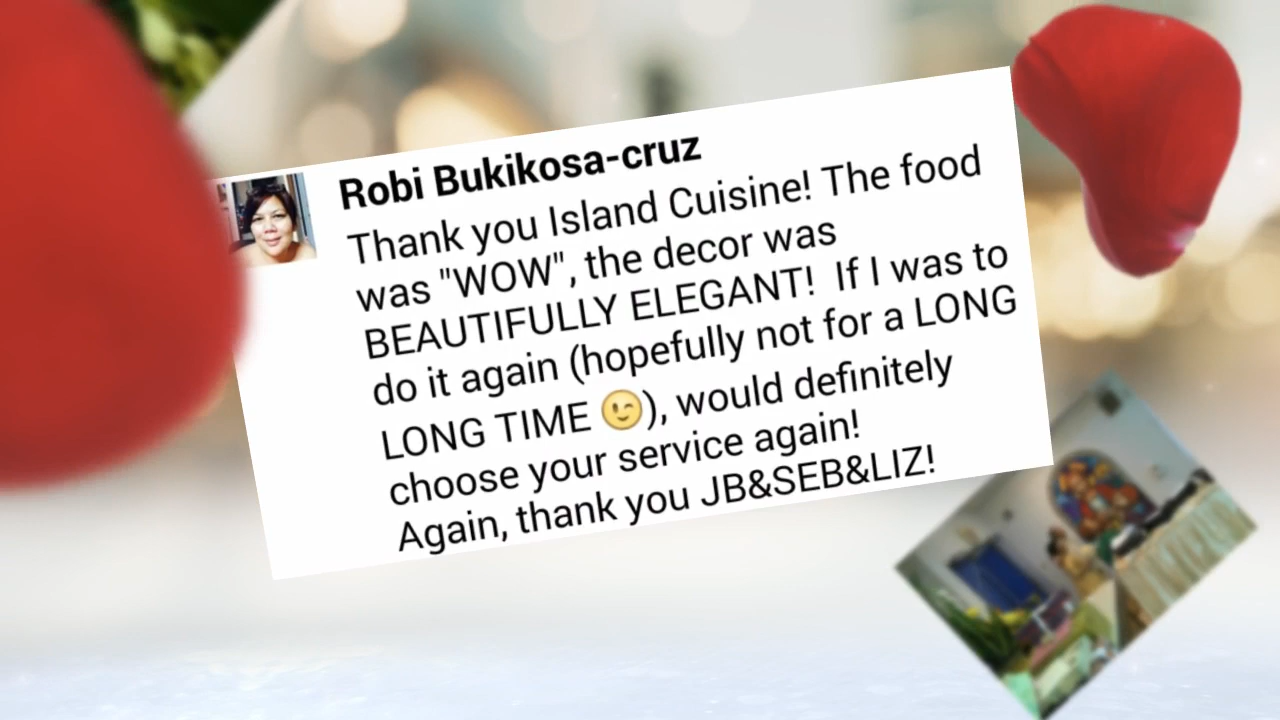 Robi Bukikosa-cruz
Thank you Island Cuisine! The food
was "WOW", the decor was
BEAUTIFULLY ELEGANT!  If I was to
do it again (hopefully not for a LONG
LONG TIME 😉), would definitely
choose your service again!
Again, thank you JB&SEB&LIZ!